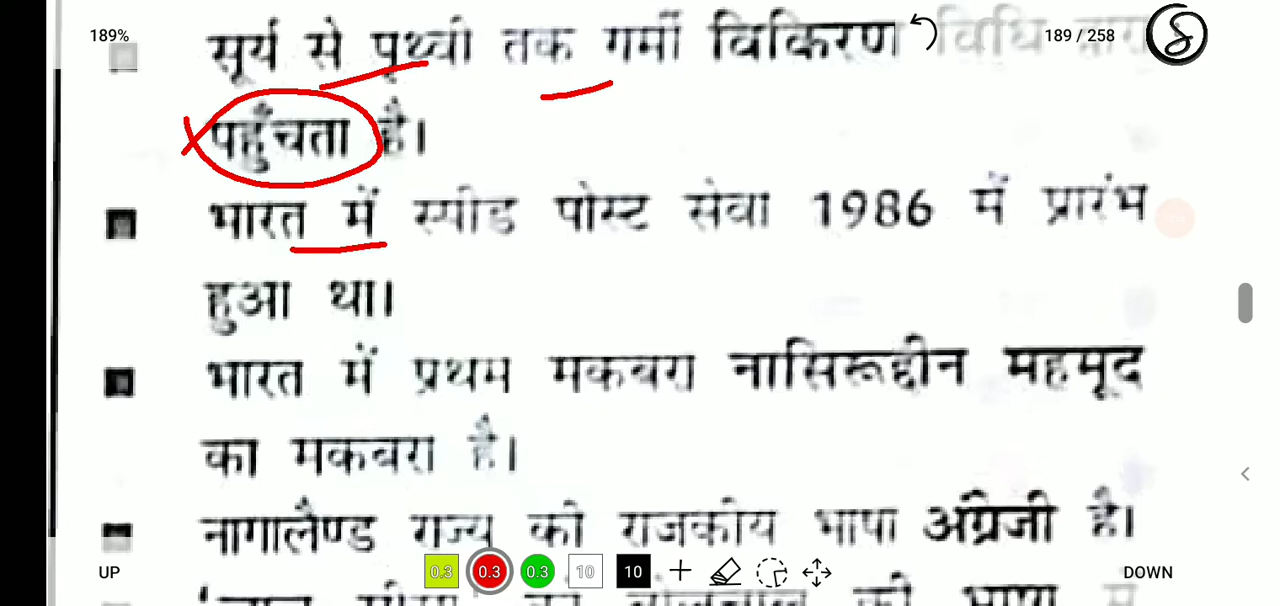 189%
189 / 258
8
सूर्य से पृथ्वी तक गर्मी विकिरण विधि द्वारा
पहुँचता है।
भारत में स्पीड पोस्ट सेवा 1986 में प्रारंभ
हुआ था।
भारत में प्रथम मकबरा नासिरूद्दीन महमूद
का मकबरा है।
नागालैण्ड राज्य की राजकीय भाषा अंग्रेजी है।
UP
0.3 0.3 0.3 10 10
DOWN